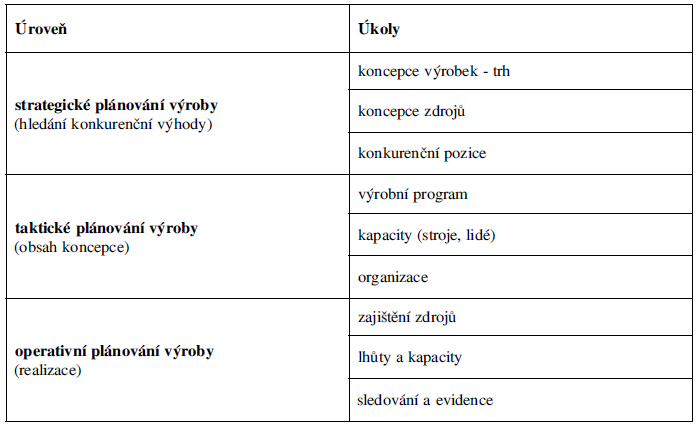 Úroveň
Úkoly
strategické plánování výroby
(hledání konkurenční výhody)
koncepce výrobek - trh
koncepce zdrojů
konkurenční pozice
taktické plánování výroby
(obsah koncepce)
výrobní program
kapacity (stroje, lidé)
organizace
operativní plánování výroby
(realizace)
zajištění zdrojů
lhůty a kapacity
sledování a evidence